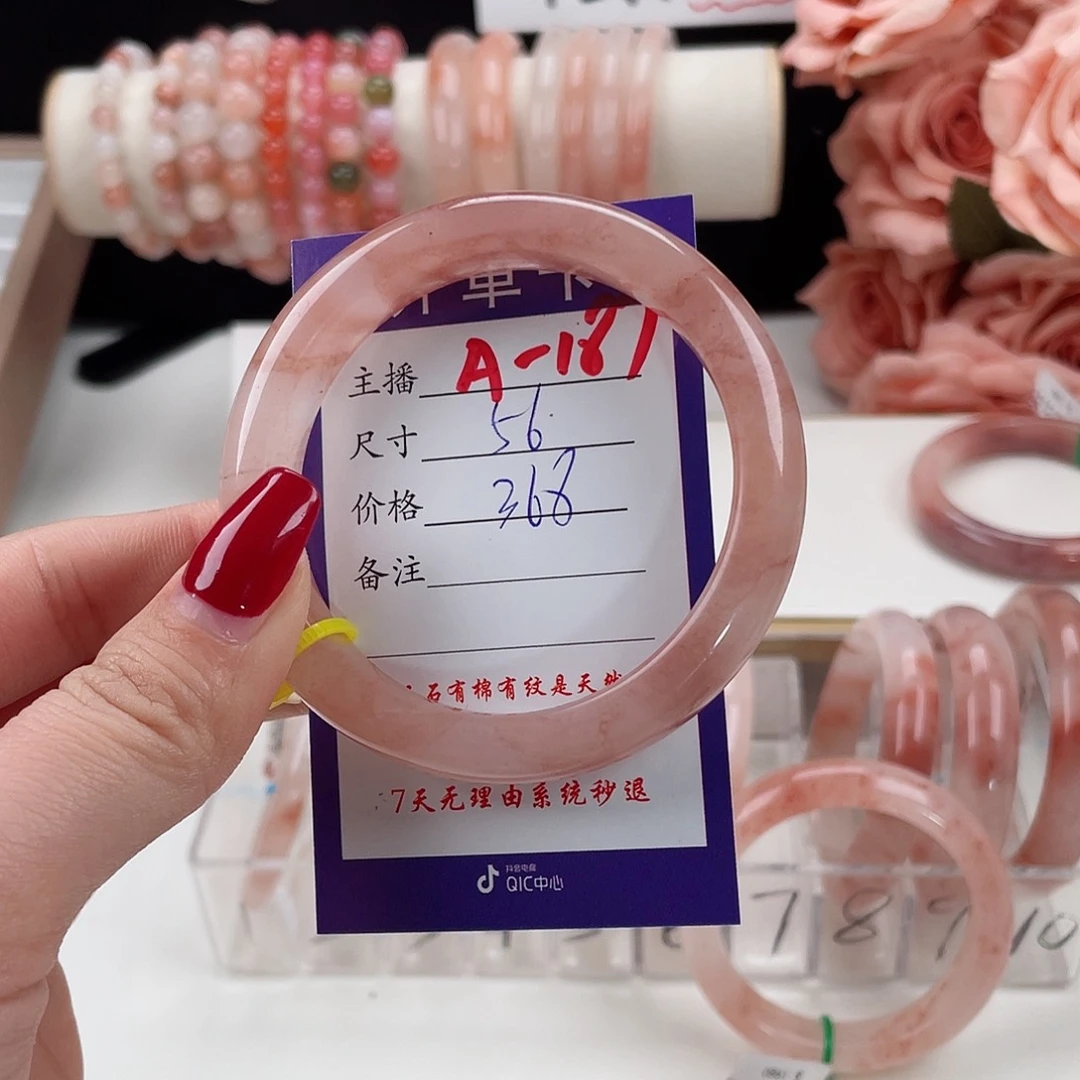 单卡
主播 A-187
尺寸 56
价格 368
备注
石有棉有纹是天然
7天无理由系统秒退
抖音电商
QIC中心
7 8 9 10